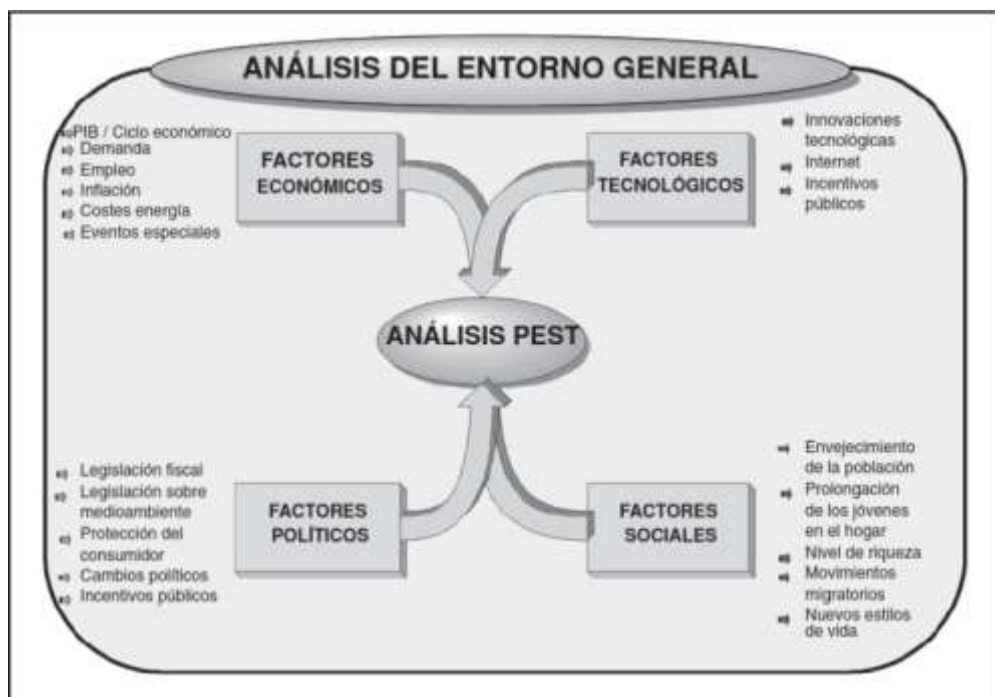 ANÁLISIS DEL ENTORNO GENERAL
PIB / Ciclo económico
Demanda
Empleo
Inflación
Costes energía
Eventos especiales
FACTORES
ECONÓMICOS
FACTORES
TECNOLÓGICOS
Innovaciones
tecnológicas
Internet
Incentivos
públicos
ANÁLISIS PEST
Legislación fiscal
Legislación sobre
medioambiente
Protección del
consumidor
Cambios políticos
Incentivos públicos
FACTORES
POLÍTICOS
FACTORES
SOCIALES
Envejecimiento
de la población
Prolongación
de los jóvenes
en el hogar
Nivel de riqueza
Movimientos
migratorios
Nuevos estilos
de vida